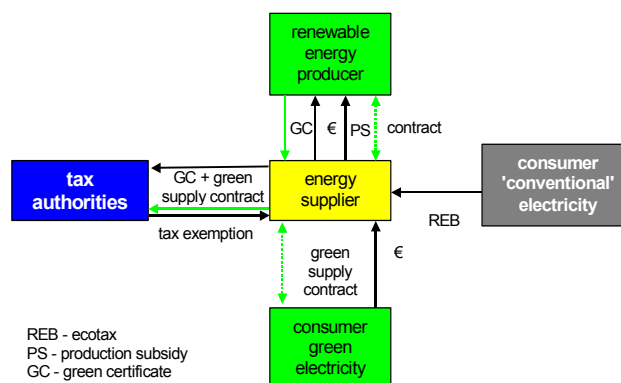 renewable
energy
producer
GC
€
PS
contract
tax
authorities
GC + green
supply contract
tax exemption
energy
supplier
REB
consumer
'conventional'
electricity
green
supply
contract
€
consumer
green
electricity
REB - ecotax
PS - production subsidy
GC - green certificate